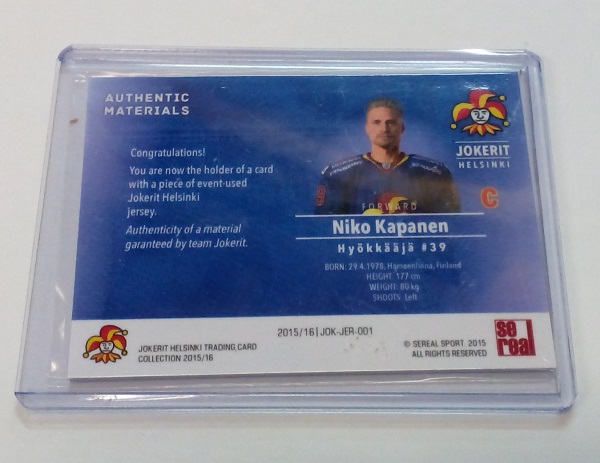 AUTHENTIC
MATERIALS
Congratulations!
You are now the holder of a card
with a piece of event-used
Jokerit Helsinki
jersey.
Authenticity of a material
garanteed by team Jokerit.
JOKERIT
HELSINKI
C
FORWARD
Niko Kapanen
Hyökkääjä #39
BORN: 29.4.1978, Hämeenlinna, Finland
HEIGHT: 177 cm
WEIGHT: 80 kg
SHOOTS: Left
JOKERIT HELSINKI TRADING CARD
COLLECTION 2015/16
2015/16|JOK-JER-001
© SEREAL SPORT, 2015
ALL RIGHTS RESERVED
se
real